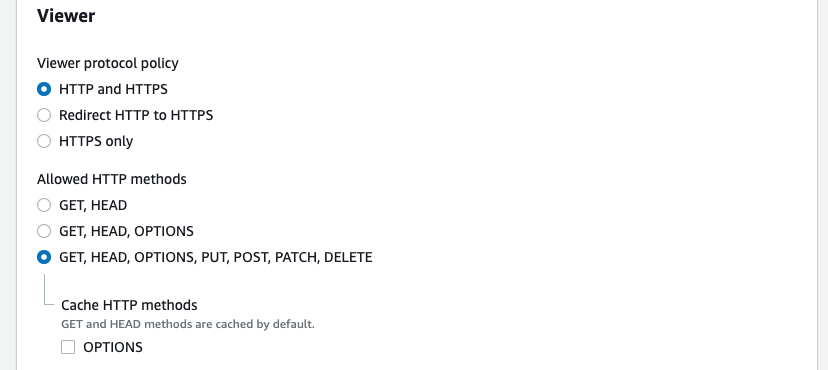 Viewer
Viewer protocol policy
HTTP and HTTPS
Redirect HTTP to HTTPS
HTTPS only
Allowed HTTP methods
GET, HEAD
GET, HEAD, OPTIONS
GET, HEAD, OPTIONS, PUT, POST, PATCH, DELETE
Cache HTTP methods
GET and HEAD methods are cached by default.
OPTIONS